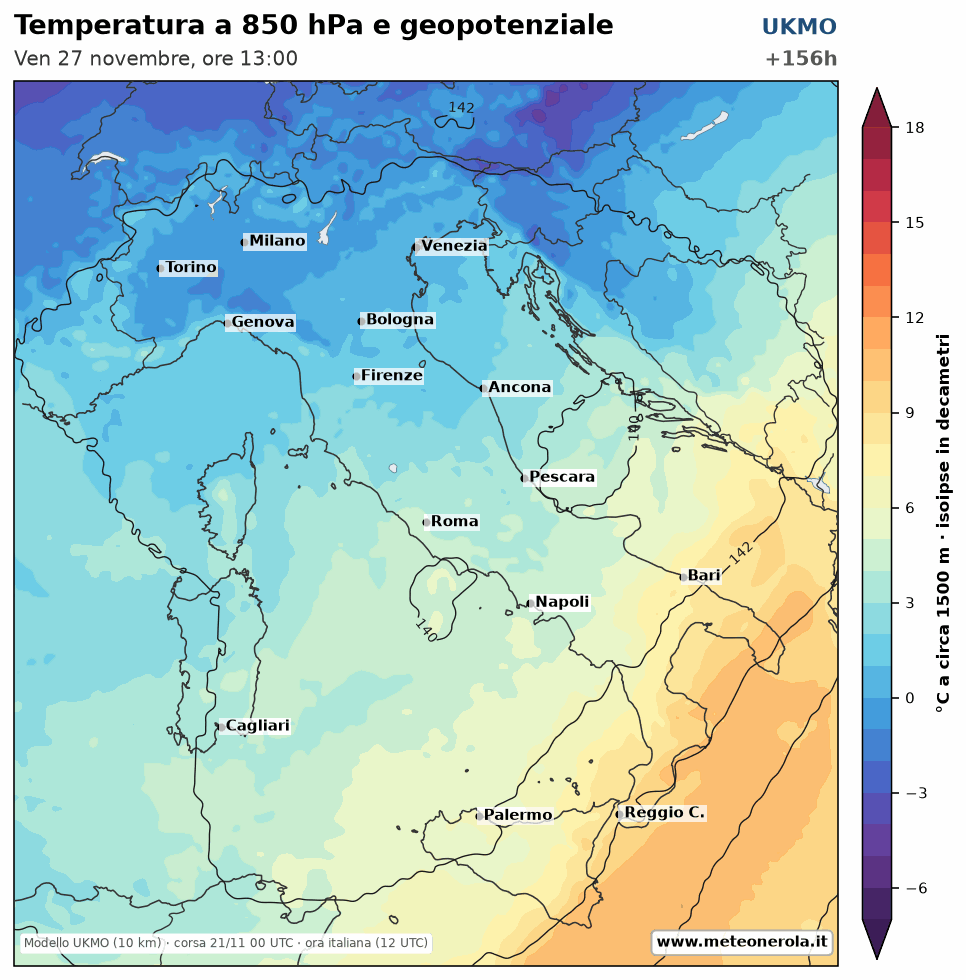 Temperatura a 850 hPa e geopotenziale
UKMO
Ven 27 novembre, ore 13:00
+156h
142
Milano
Venezia
Torino
Genova
Bologna
Firenze
Ancona
140
Pescara
Roma
142
Bari
Napoli
140
Cagliari
Palermo
Reggio C.
Modello UKMO (10 km) · corsa 21/11 00 UTC · ora italiana (12 UTC)
www.meteonerola.it
18
15
12
9
6
3
0
−3
−6
°C a circa 1500 m · isoipse in decametri